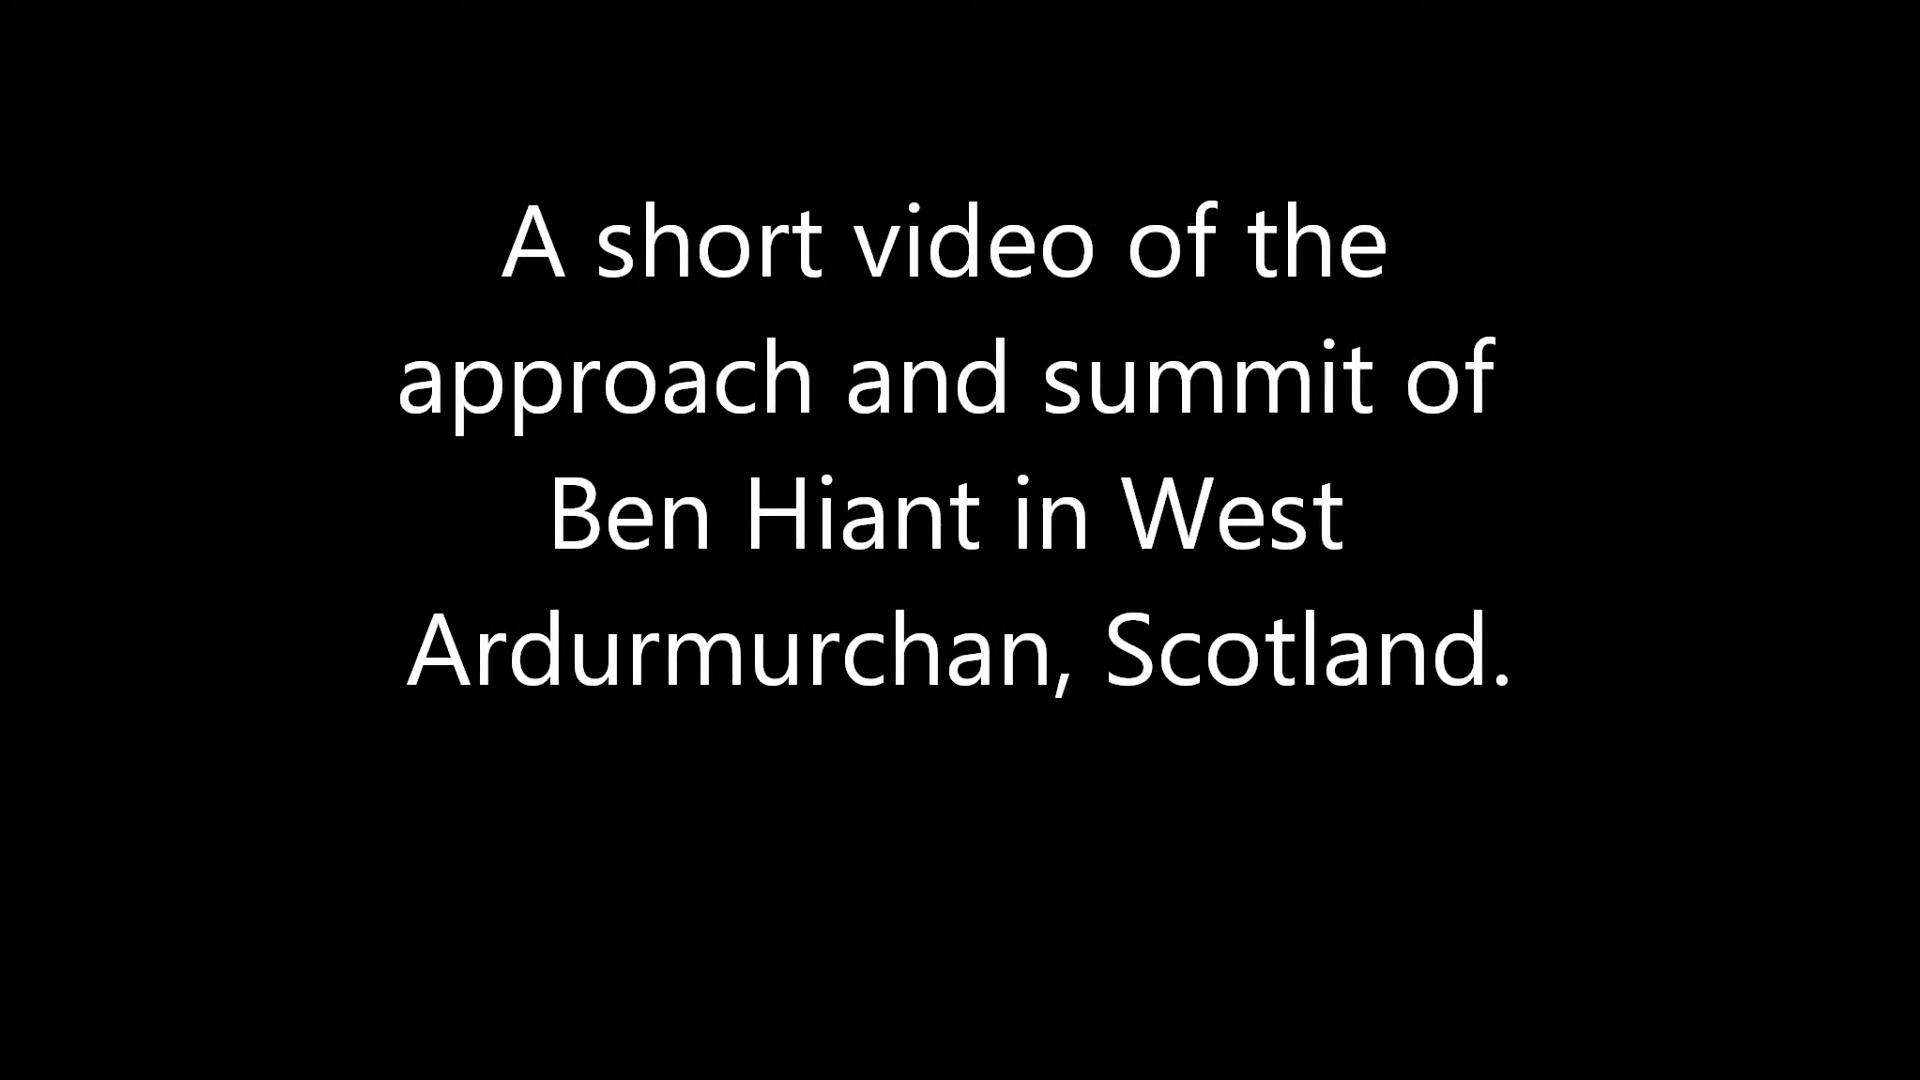 A short video of the
approach and summit of
Ben Hiant in West
Ardurmurchan, Scotland.